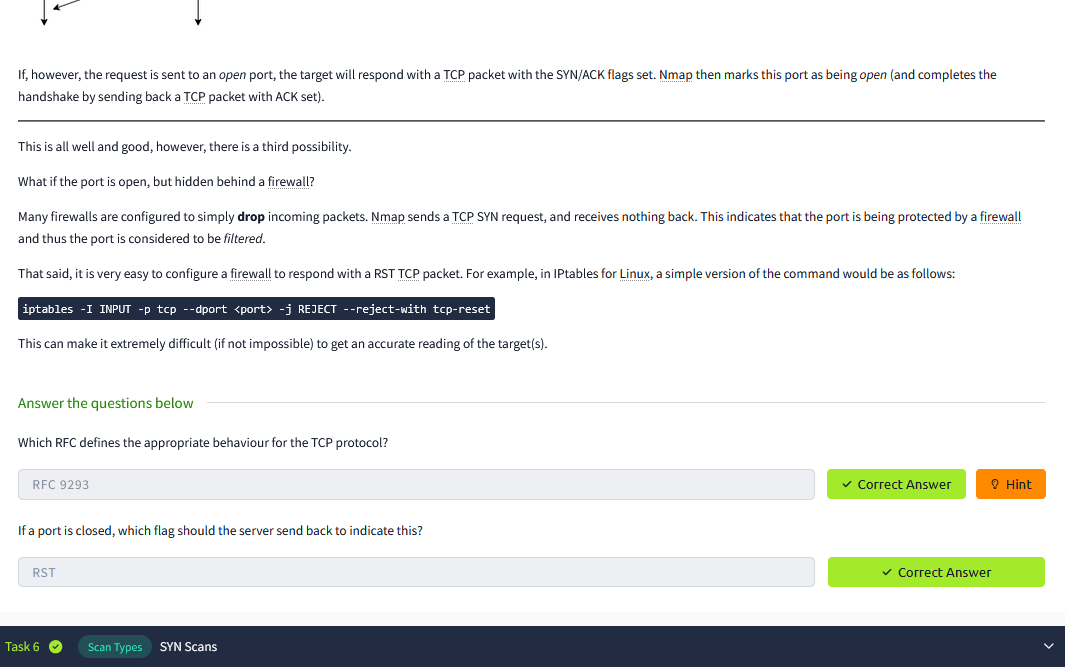 If, however, the request is sent to an open port, the target will respond with a TCP packet with the SYN/ACK flags set. Nmap then marks this port as being open (and completes the
handshake by sending back a TCP packet with ACK set).
This is all well and good, however, there is a third possibility.
What if the port is open, but hidden behind a firewall?
Many firewalls are configured to simply drop incoming packets. Nmap sends a TCP SYN request, and receives nothing back. This indicates that the port is being protected by a firewall
and thus the port is considered to be filtered.
That said, it is very easy to configure a firewall to respond with a RST TCP packet. For example, in IPtables for Linux, a simple version of the command would be as follows:
iptables -I INPUT -p tcp --dport <port> -j REJECT --reject-with tcp-reset
This can make it extremely difficult (if not impossible) to get an accurate reading of the target(s).
Answer the questions below
Which RFC defines the appropriate behaviour for the TCP protocol?
RFC 9293 Correct Answer Hint
If a port is closed, which flag should the server send back to indicate this?
RST Correct Answer
Task 6 Scan Types SYN Scans